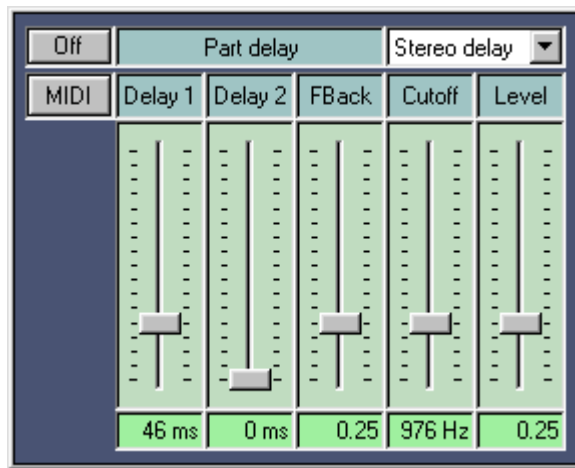 Off Part delay Stereo delay
MIDI Delay 1 Delay 2 FBack Cutoff Level
46 ms 0 ms 0.25 976 Hz 0.25